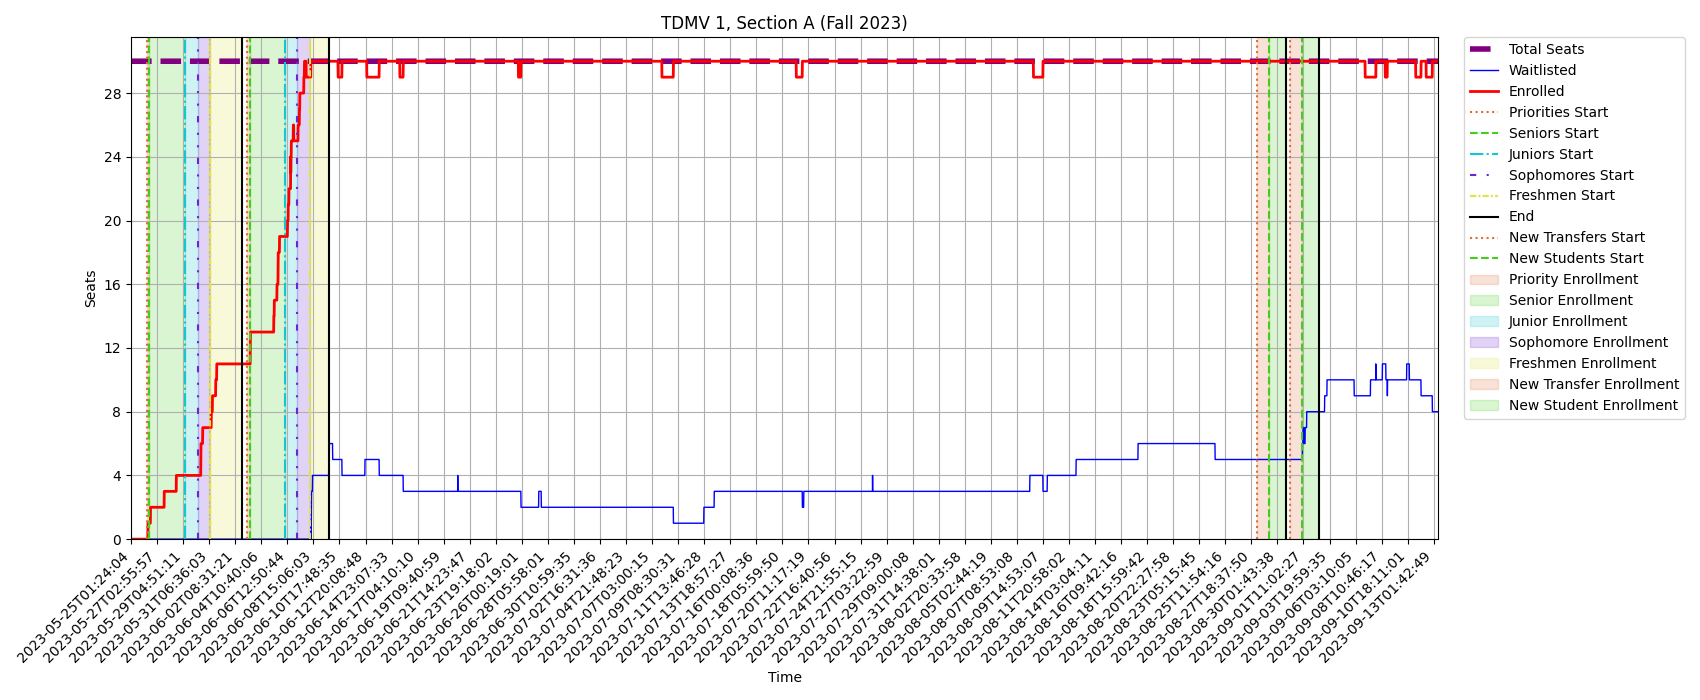 TDMV 1, Section A (Fall 2023)
Seats
28
24
20
16
12
8
4
0
2023-05-25T01:24:04
2023-05-27T02:55:57
2023-05-29T04:51:11
2023-05-31T06:36:03
2023-06-02T08:31:21
2023-06-04T10:40:06
2023-06-06T12:50:44
2023-06-08T15:06:03
2023-06-10T17:48:35
2023-06-12T20:08:48
2023-06-14T23:07:33
2023-06-17T04:10:10
2023-06-19T09:40:59
2023-06-21T14:23:47
2023-06-23T19:18:02
2023-06-26T00:19:01
2023-06-28T05:58:01
2023-06-30T10:59:35
2023-07-02T16:31:36
2023-07-04T21:48:23
2023-07-07T03:00:15
2023-07-09T08:30:31
2023-07-11T13:46:28
2023-07-13T18:57:27
2023-07-16T00:08:36
2023-07-18T05:59:50
2023-07-20T11:17:19
2023-07-22T16:40:56
2023-07-24T21:55:15
2023-07-27T03:22:59
2023-07-29T09:00:08
2023-07-31T14:38:01
2023-08-02T20:33:58
2023-08-05T02:44:19
2023-08-07T08:53:08
2023-08-09T14:53:07
2023-08-11T20:58:02
2023-08-14T03:04:11
2023-08-16T09:42:16
2023-08-18T15:59:42
2023-08-20T22:27:58
2023-08-23T05:15:45
2023-08-25T11:54:16
2023-08-27T18:37:50
2023-08-30T01:43:38
2023-09-01T11:02:27
2023-09-03T19:59:35
2023-09-06T03:10:05
2023-09-08T10:46:17
2023-09-10T18:11:01
2023-09-13T01:42:49
Time
Total Seats
Waitlisted
Enrolled
Priorities Start
Seniors Start
Juniors Start
Sophomores Start
Freshmen Start
End
New Transfers Start
New Students Start
Priority Enrollment
Senior Enrollment
Junior Enrollment
Sophomore Enrollment
Freshmen Enrollment
New Transfer Enrollment
New Student Enrollment